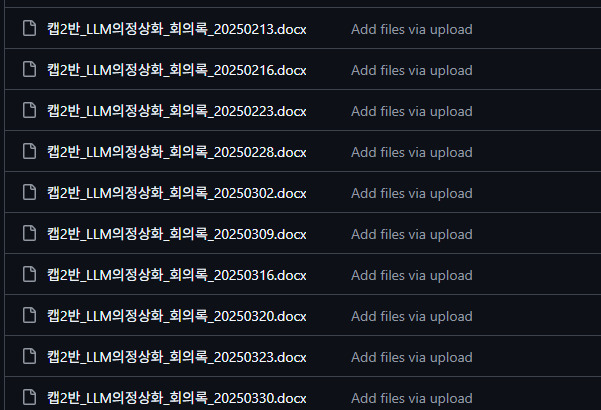 캡2반_LLM의정상화_회의록_20250213.docx Add files via upload
캡2반_LLM의정상화_회의록_20250216.docx Add files via upload
캡2반_LLM의정상화_회의록_20250223.docx Add files via upload
캡2반_LLM의정상화_회의록_20250228.docx Add files via upload
캡2반_LLM의정상화_회의록_20250302.docx Add files via upload
캡2반_LLM의정상화_회의록_20250309.docx Add files via upload
캡2반_LLM의정상화_회의록_20250316.docx Add files via upload
캡2반_LLM의정상화_회의록_20250320.docx Add files via upload
캡2반_LLM의정상화_회의록_20250323.docx Add files via upload
캡2반_LLM의정상화_회의록_20250330.docx Add files via upload